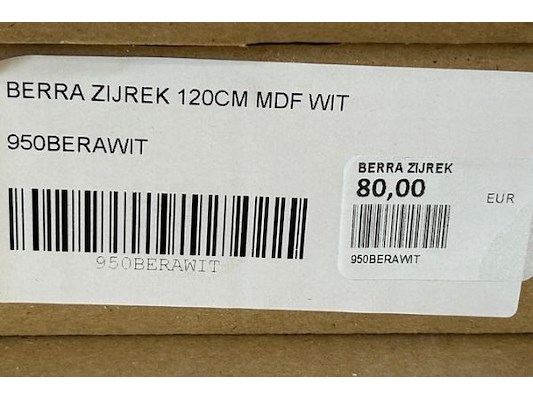 BERRA ZIJREK 120CM MDF WIT
950BERAWIT
950BERAWIT
BERRA ZIJREK
80,00
EUR
950BERAWIT